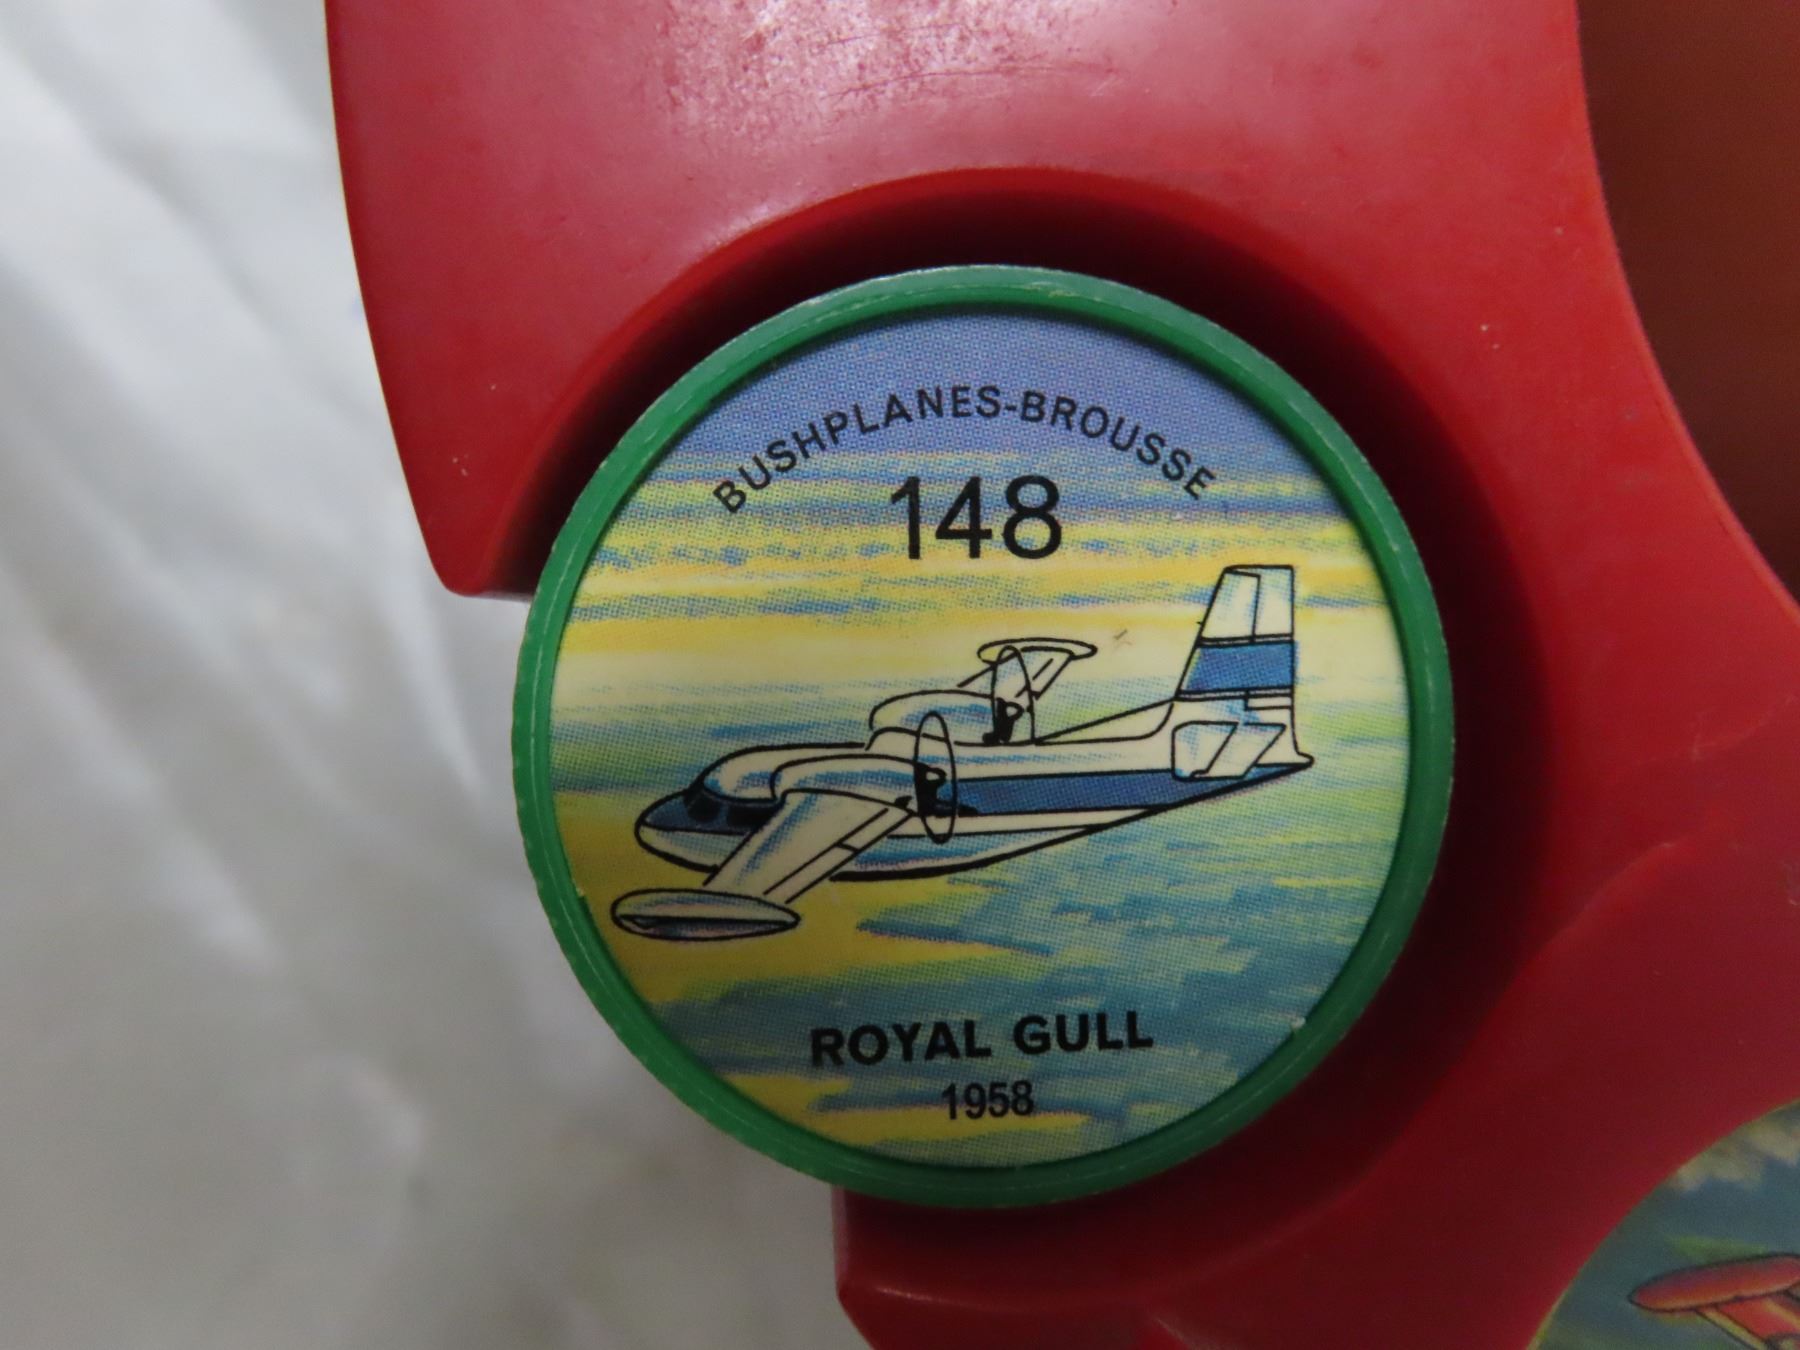 BUSHPLANES-BROUSSE
148
ROYAL GULL
1958